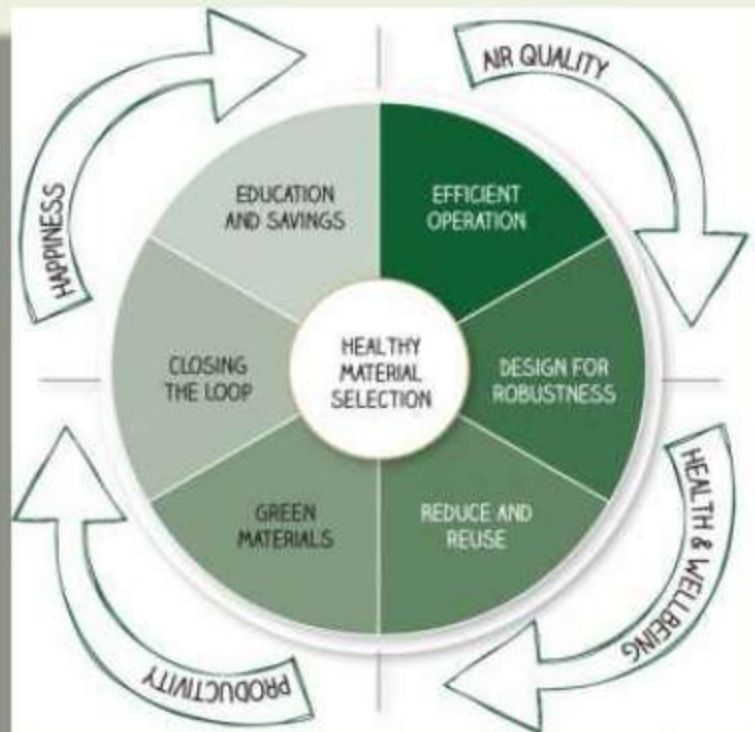 AIR QUALITY
HAPPINESS
EDUCATION
AND SAVINGS
EFFICIENT
OPERATION
CLOSING
THE LOOP
HEALTHY
MATERIAL
SELECTION
DESIGN FOR
ROBUSTNESS
GREEN
MATERIALS
REDUCE AND
REUSE
HEALTH & WELLBEING
PRODUCTIVITY